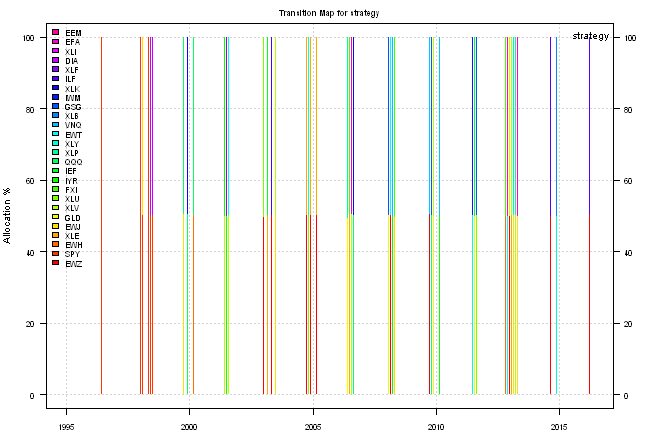 Transition Map for strategy
strategy
EEM
EFA
XLI
DIA
XLF
ILF
XLK
IWM
GSG
XLB
VNQ
EWT
XLY
XLP
QQQ
IEF
IYR
FXI
XLU
XLV
GLD
EWJ
XLE
EWH
SPY
EWZ
Allocation %
100
80
60
40
20
0
100
80
60
40
20
0
1995 2000 2005 2010 2015